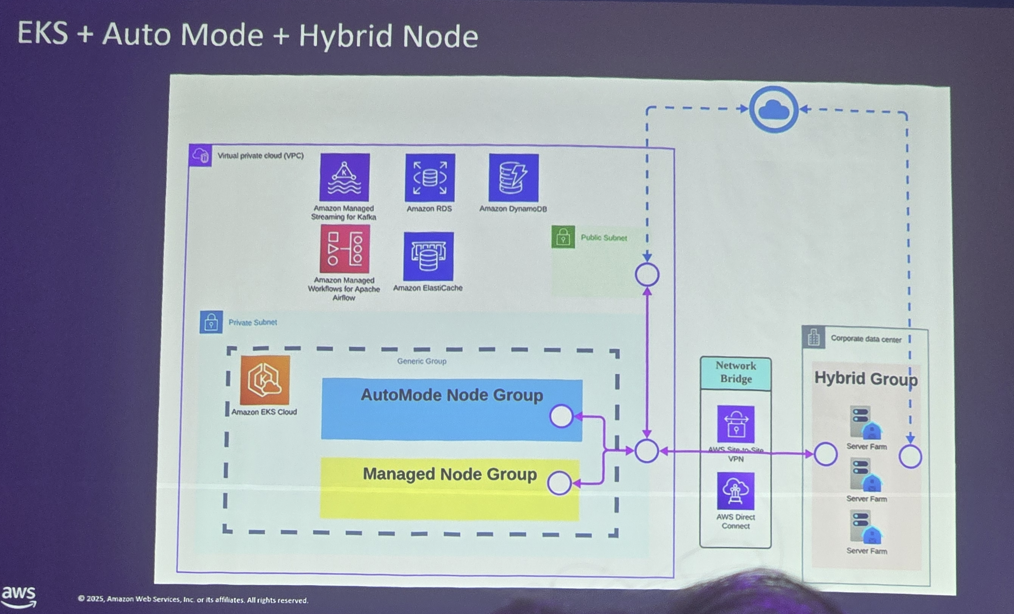 EKS + Auto Mode + Hybrid Node
Virtual private cloud (VPC)
Amazon Managed
Streaming for Kafka
Amazon RDS
Amazon DynamoDB
Amazon Managed
Workflows for Apache
Airflow
Amazon ElastiCache
Public Subnet
Private Subnet
Generic Group
Amazon EKS Cloud
AutoMode Node Group
Managed Node Group
Network
Bridge
AWS Site-to-Site
VPN
AWS Direct
Connect
Corporate data center
Hybrid Group
Server Farm
Server Farm
Server Farm
aws
© 2025, Amazon Web Services, Inc. or its affiliates. All rights reserved.